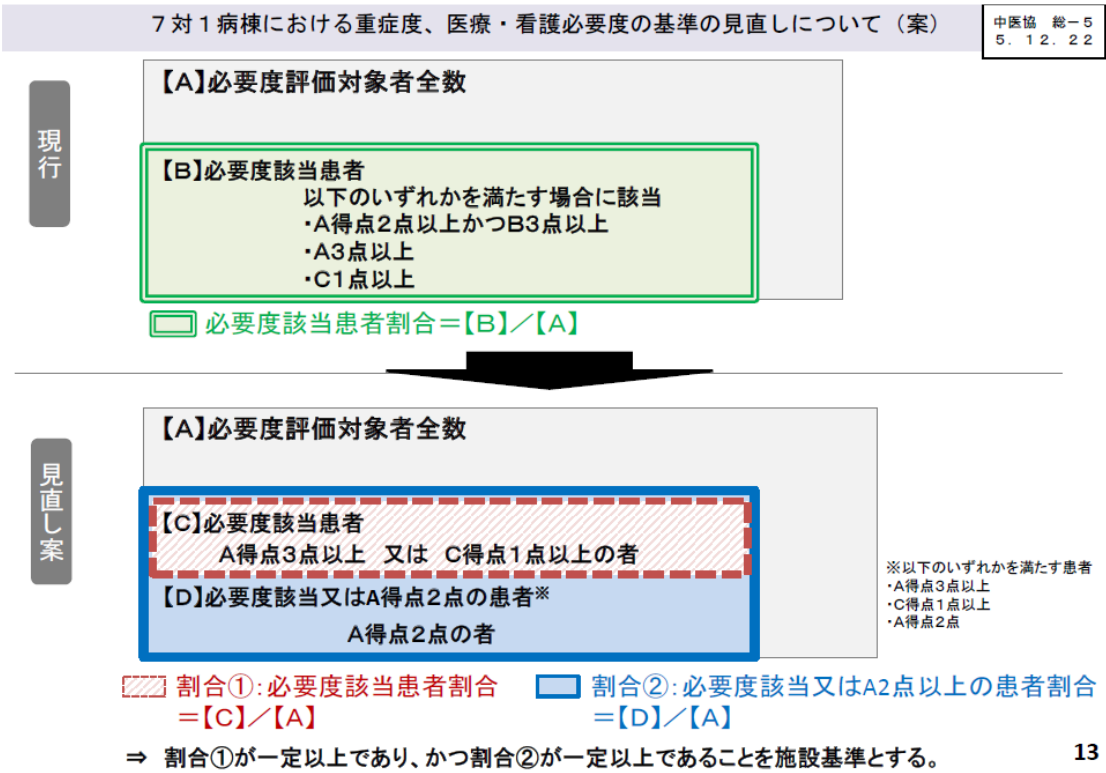 7対1病棟における重症度、医療・看護必要度の基準の見直しについて（案）
中医協 総－5
5. 12. 22
現行
【A】必要度評価対象者全数
【B】必要度該当患者
以下のいずれかを満たす場合に該当
・A得点2点以上かつB3点以上
・A3点以上
・C1点以上
必要度該当患者割合＝【B】／【A】
見直し案
【A】必要度評価対象者全数
【C】必要度該当患者
A得点3点以上 又は C得点1点以上の者
【D】必要度該当又はA得点2点の患者※
A得点2点の者
※以下のいずれかを満たす患者
・A得点3点以上
・C得点1点以上
・A得点2点
割合①：必要度該当患者割合
＝【C】／【A】
割合②：必要度該当又はA2点以上の患者割合
＝【D】／【A】
⇒ 割合①が一定以上であり、かつ割合②が一定以上であることを施設基準とする。
13